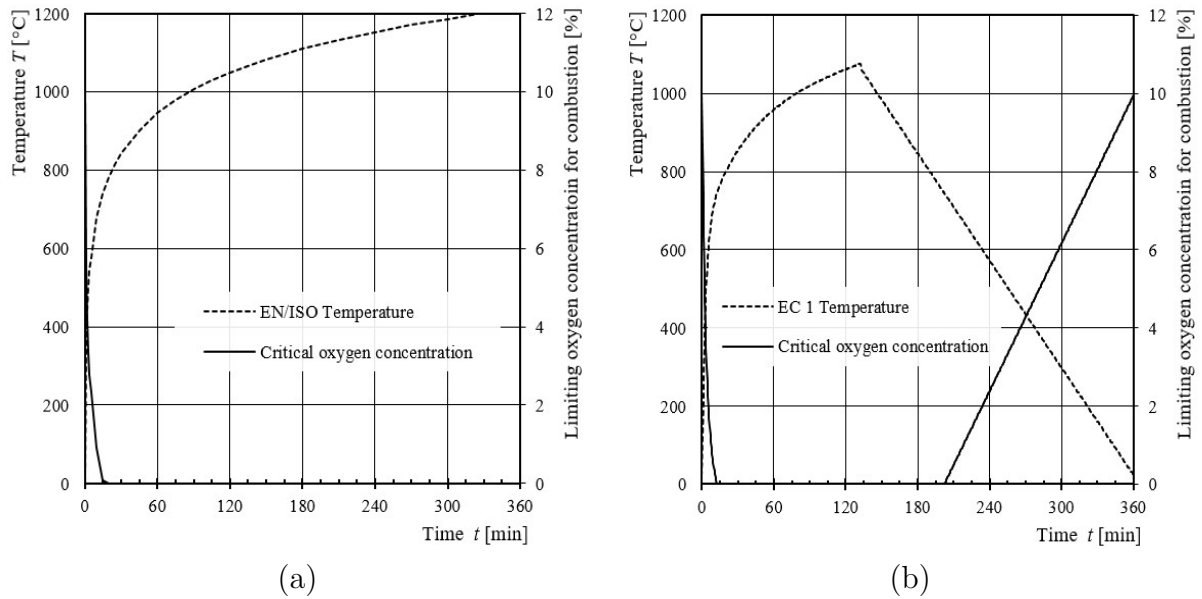 Temperature T [°C]
1200
1000
800
600
400
200
0
0 60 120 180 240 300 360
Time t [min]
12
10
8
6
4
2
0
Limiting oxygen concentratoin for combustion [%]
EN/ISO Temperature
Critical oxygen concentration
(a)
Temperature T [°C]
1200
1000
800
600
400
200
0
0 60 120 180 240 300 360
Time t [min]
12
10
8
6
4
2
0
Limiting oxygen concentratoin for combustion [%]
EC 1 Temperature
Critical oxygen concentration
(b)